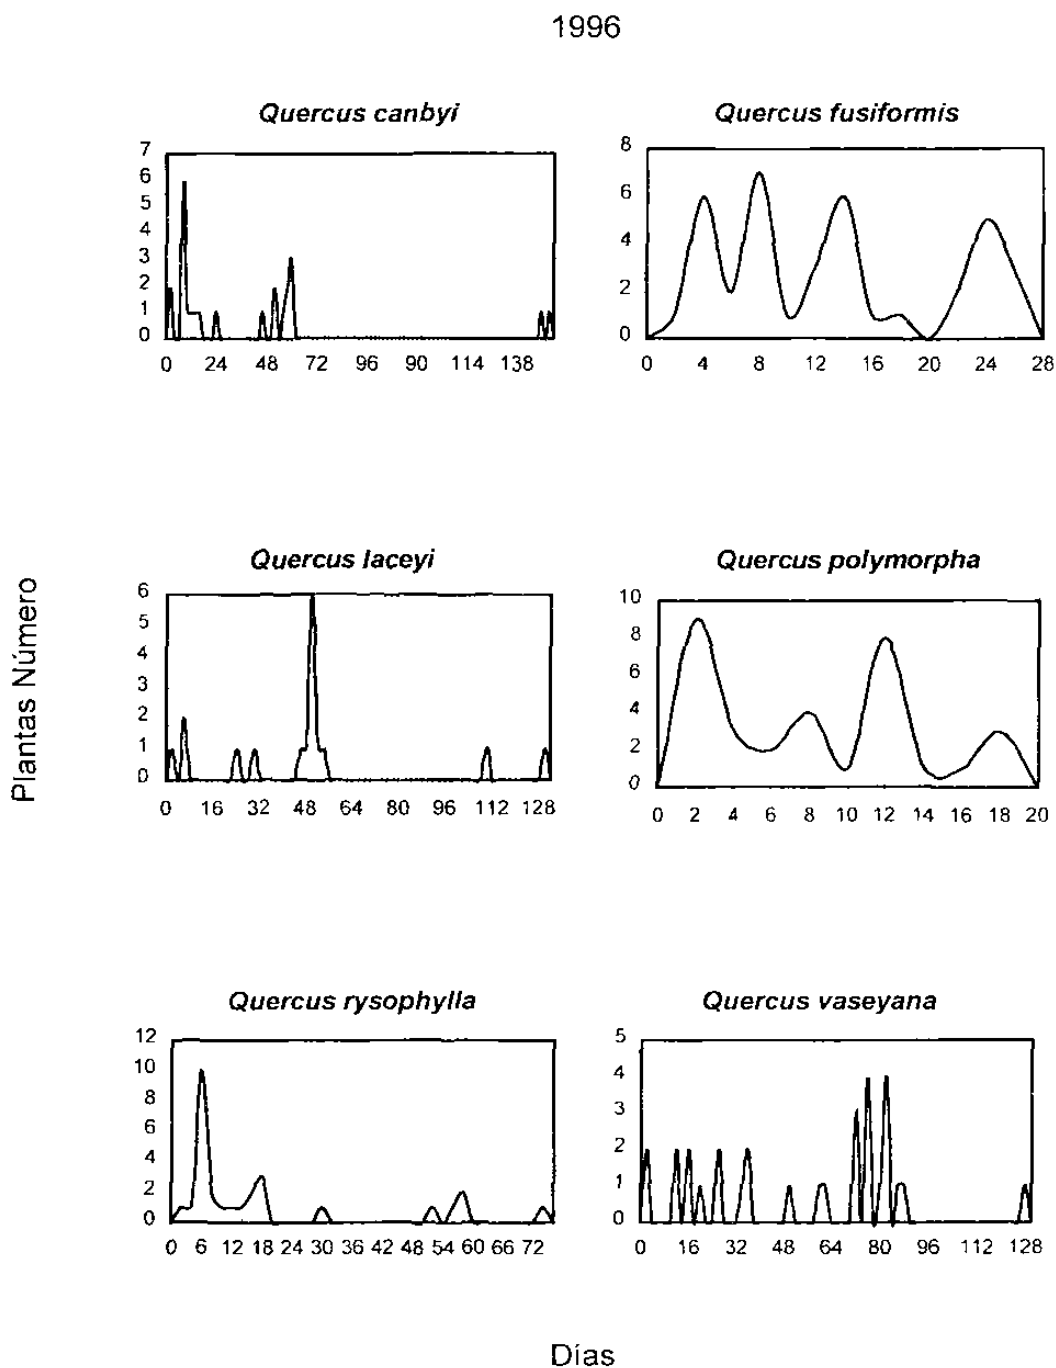 1996
Quercus canbyi
7
6
5
4
3
2
1
0
0 24 48 72 96 90 114 138
Quercus fusiformis
8
6
4
2
0
0 4 8 12 16 20 24 28
Plantas Número
Quercus laceyi
6
5
4
3
2
1
0
0 16 32 48 64 80 96 112 128
Quercus polymorpha
10
8
6
4
2
0
0 2 4 6 8 10 12 14 16 18 20
Quercus rysophylla
12
10
8
6
4
2
0
0 6 12 18 24 30 36 42 48 54 60 66 72
Quercus vaseyana
5
4
3
2
1
0
0 16 32 48 64 80 96 112 128
Días